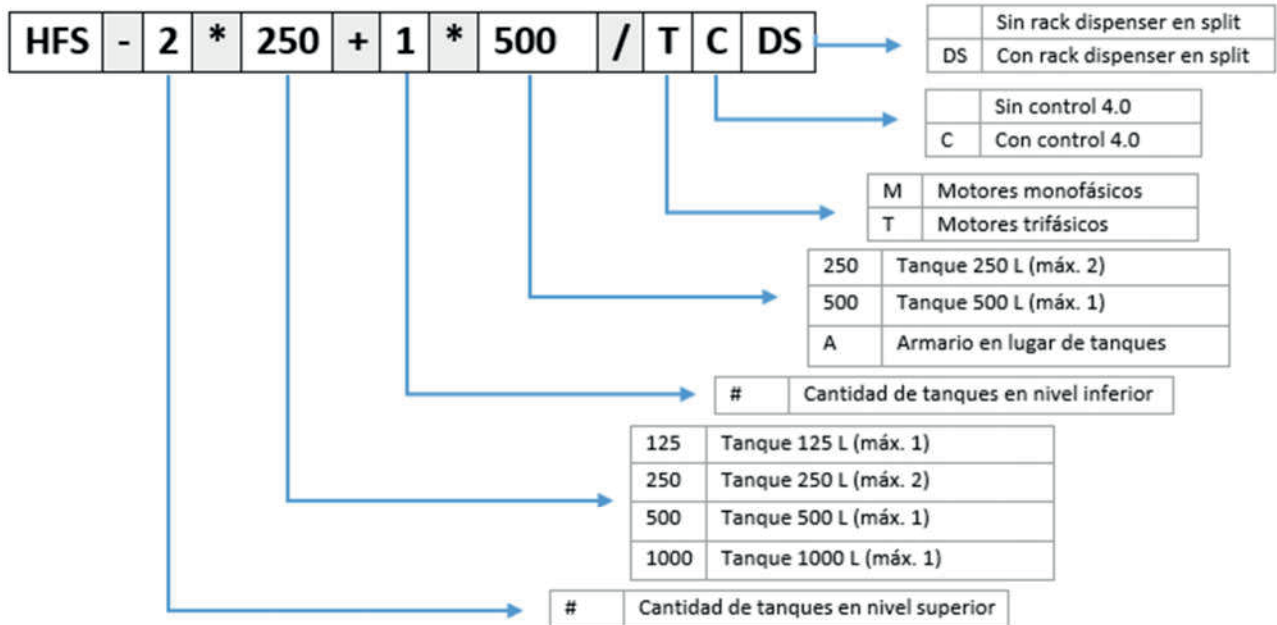 HFS - 2 * 250 + 1 * 500 / T C DS
Sin rack dispenser en split
DS Con rack dispenser en split
Sin control 4.0
C Con control 4.0
M Motores monofásicos
T Motores trifásicos
250 Tanque 250 L (máx. 2)
500 Tanque 500 L (máx. 1)
A Armario en lugar de tanques
# Cantidad de tanques en nivel inferior
125 Tanque 125 L (máx. 1)
250 Tanque 250 L (máx. 2)
500 Tanque 500 L (máx. 1)
1000 Tanque 1000 L (máx. 1)
# Cantidad de tanques en nivel superior